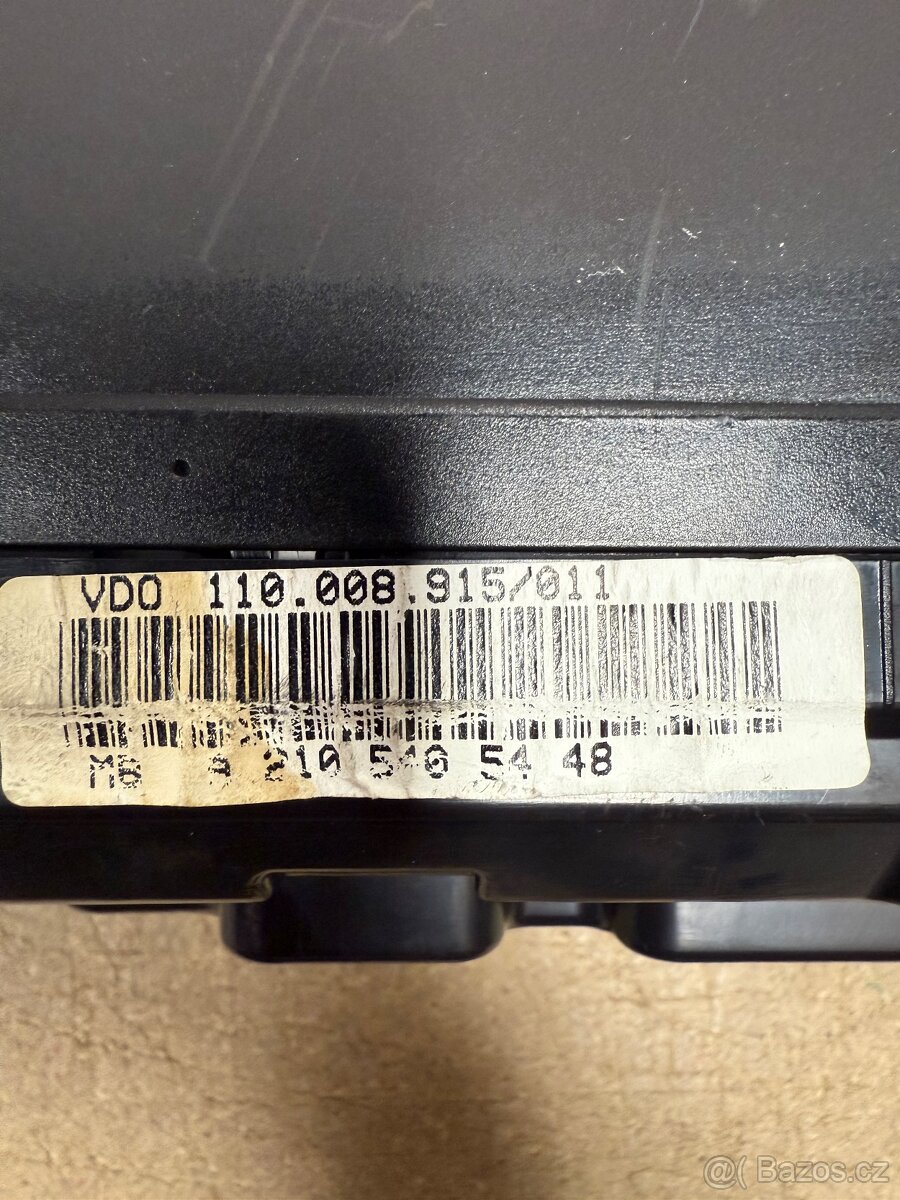 VDO 110.008.915/011
MB A 210 540 54 48
@( Bazos.cz